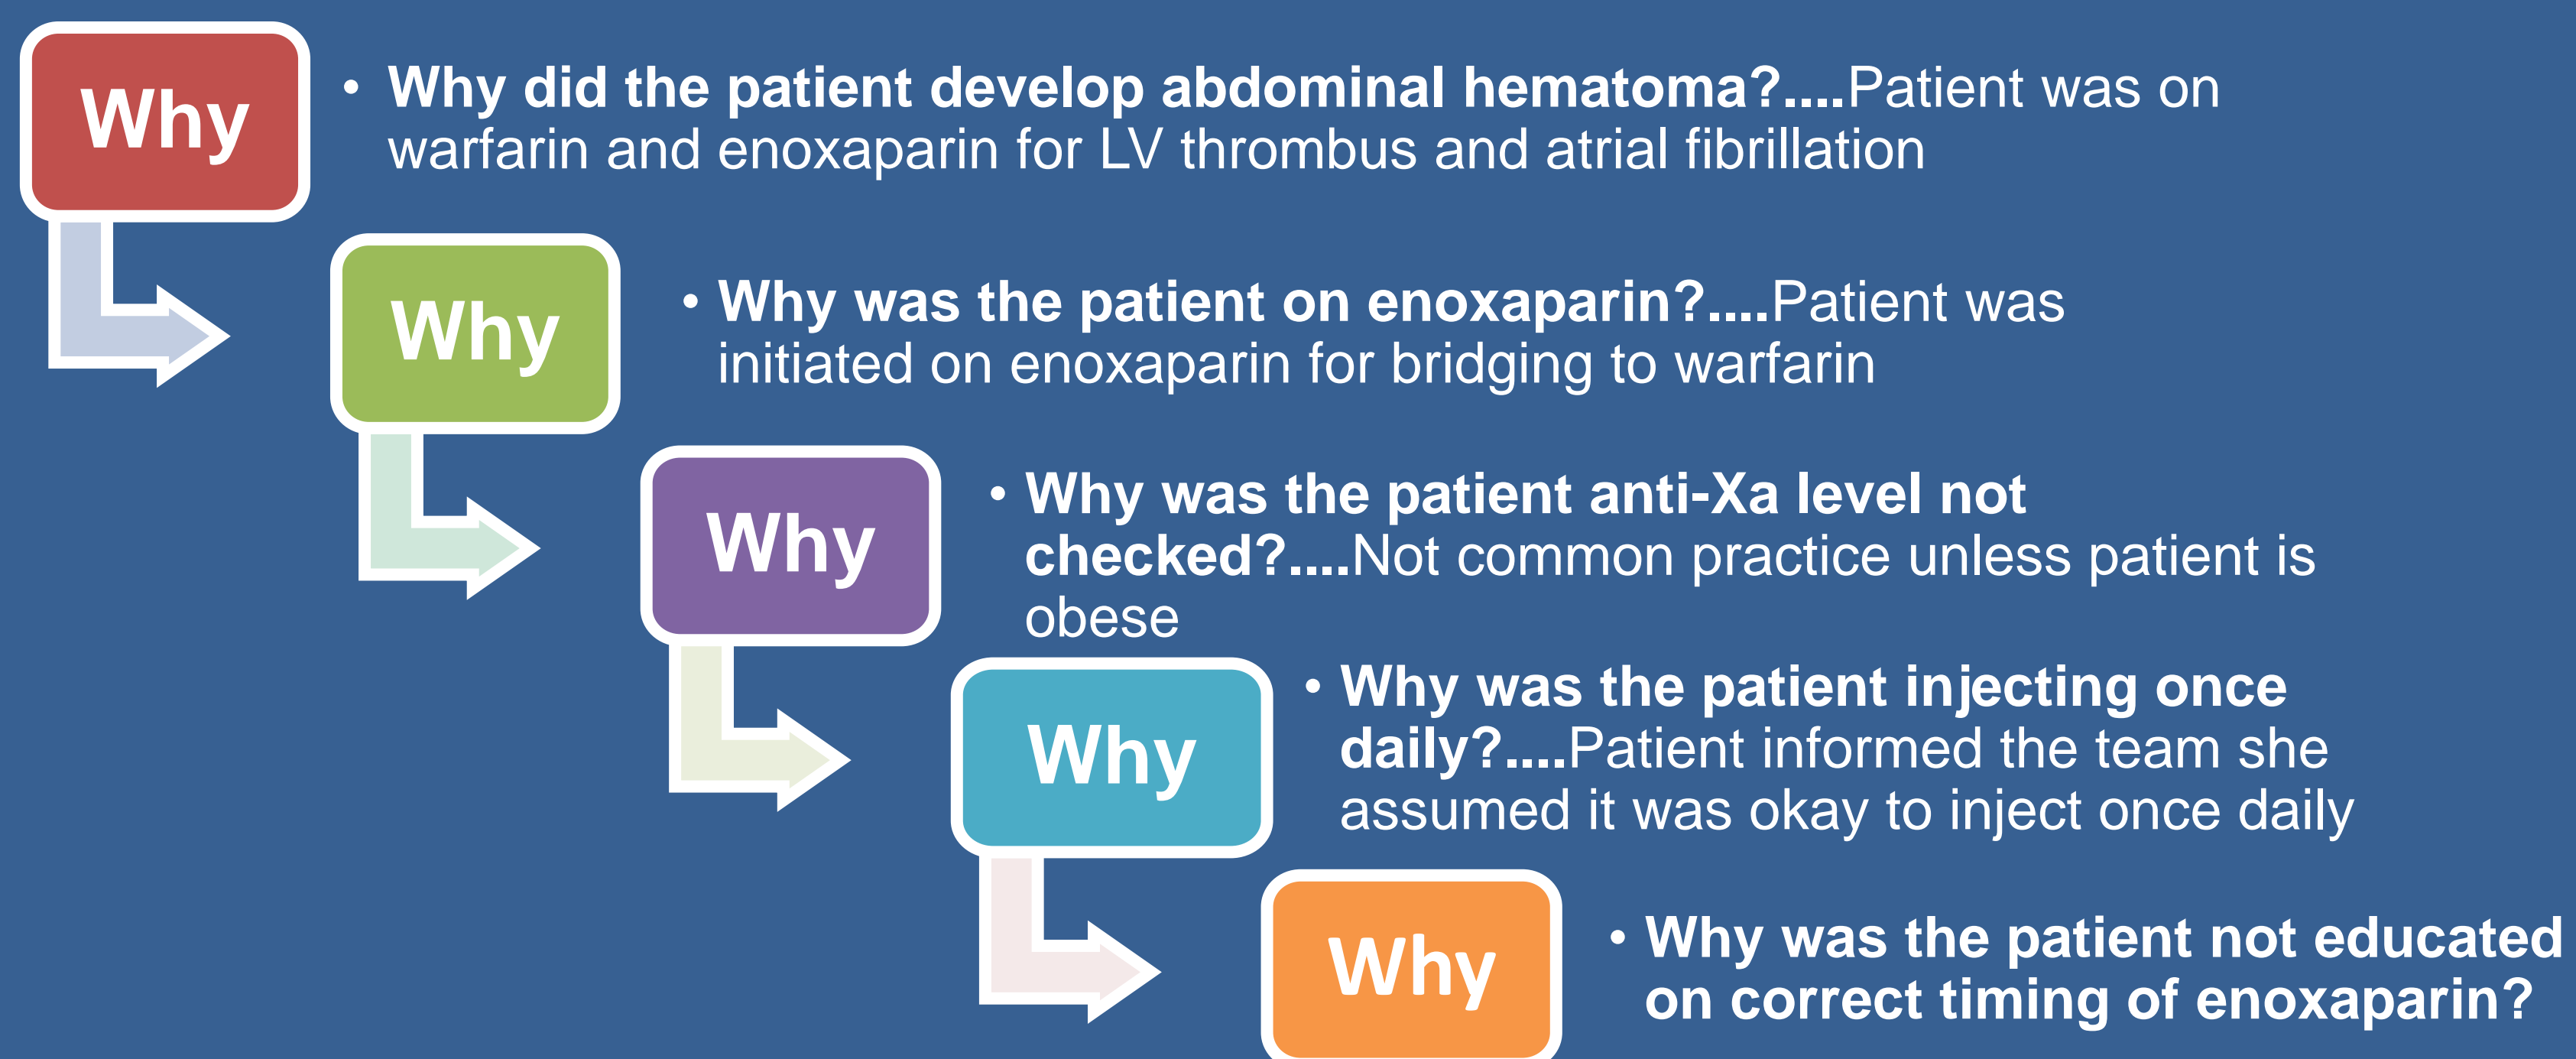 Why
• Why did the patient develop abdominal hematoma?....Patient was on
warfarin and enoxaparin for LV thrombus and atrial fibrillation
Why
• Why was the patient on enoxaparin?....Patient was
initiated on enoxaparin for bridging to warfarin
Why
• Why was the patient anti-Xa level not
checked?....Not common practice unless patient is
obese
Why
• Why was the patient injecting once
daily?....Patient informed the team she
assumed it was okay to inject once daily
Why
• Why was the patient not educated
on correct timing of enoxaparin?